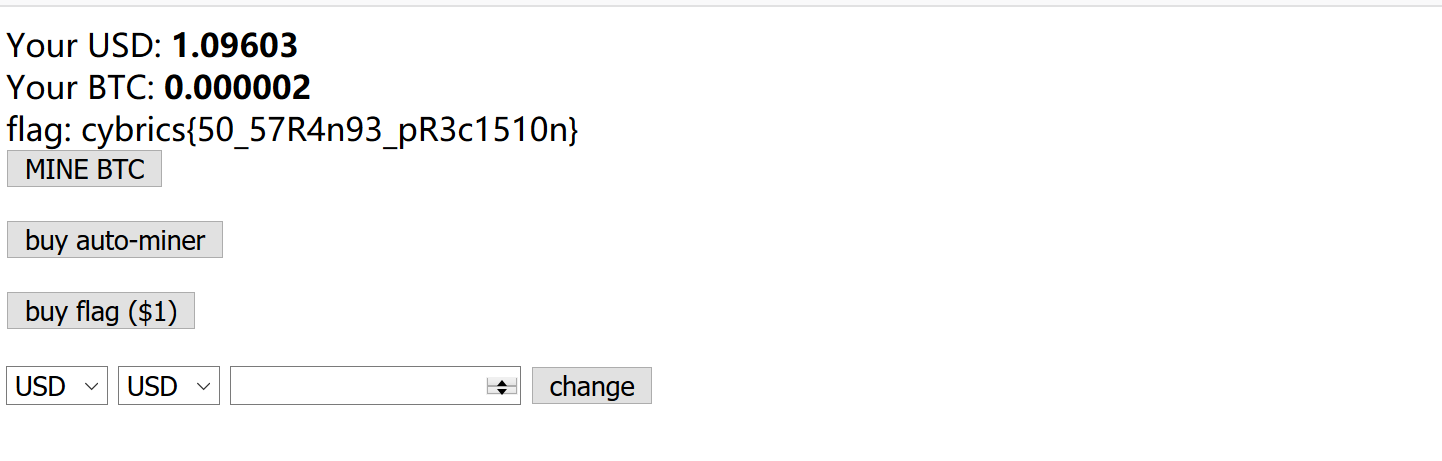 Your USD: 1.09603
Your BTC: 0.000002
flag: cybrics{50_57R4n93_pR3c1510n}
MINE BTC
buy auto-miner
buy flag ($1)
USD USD change